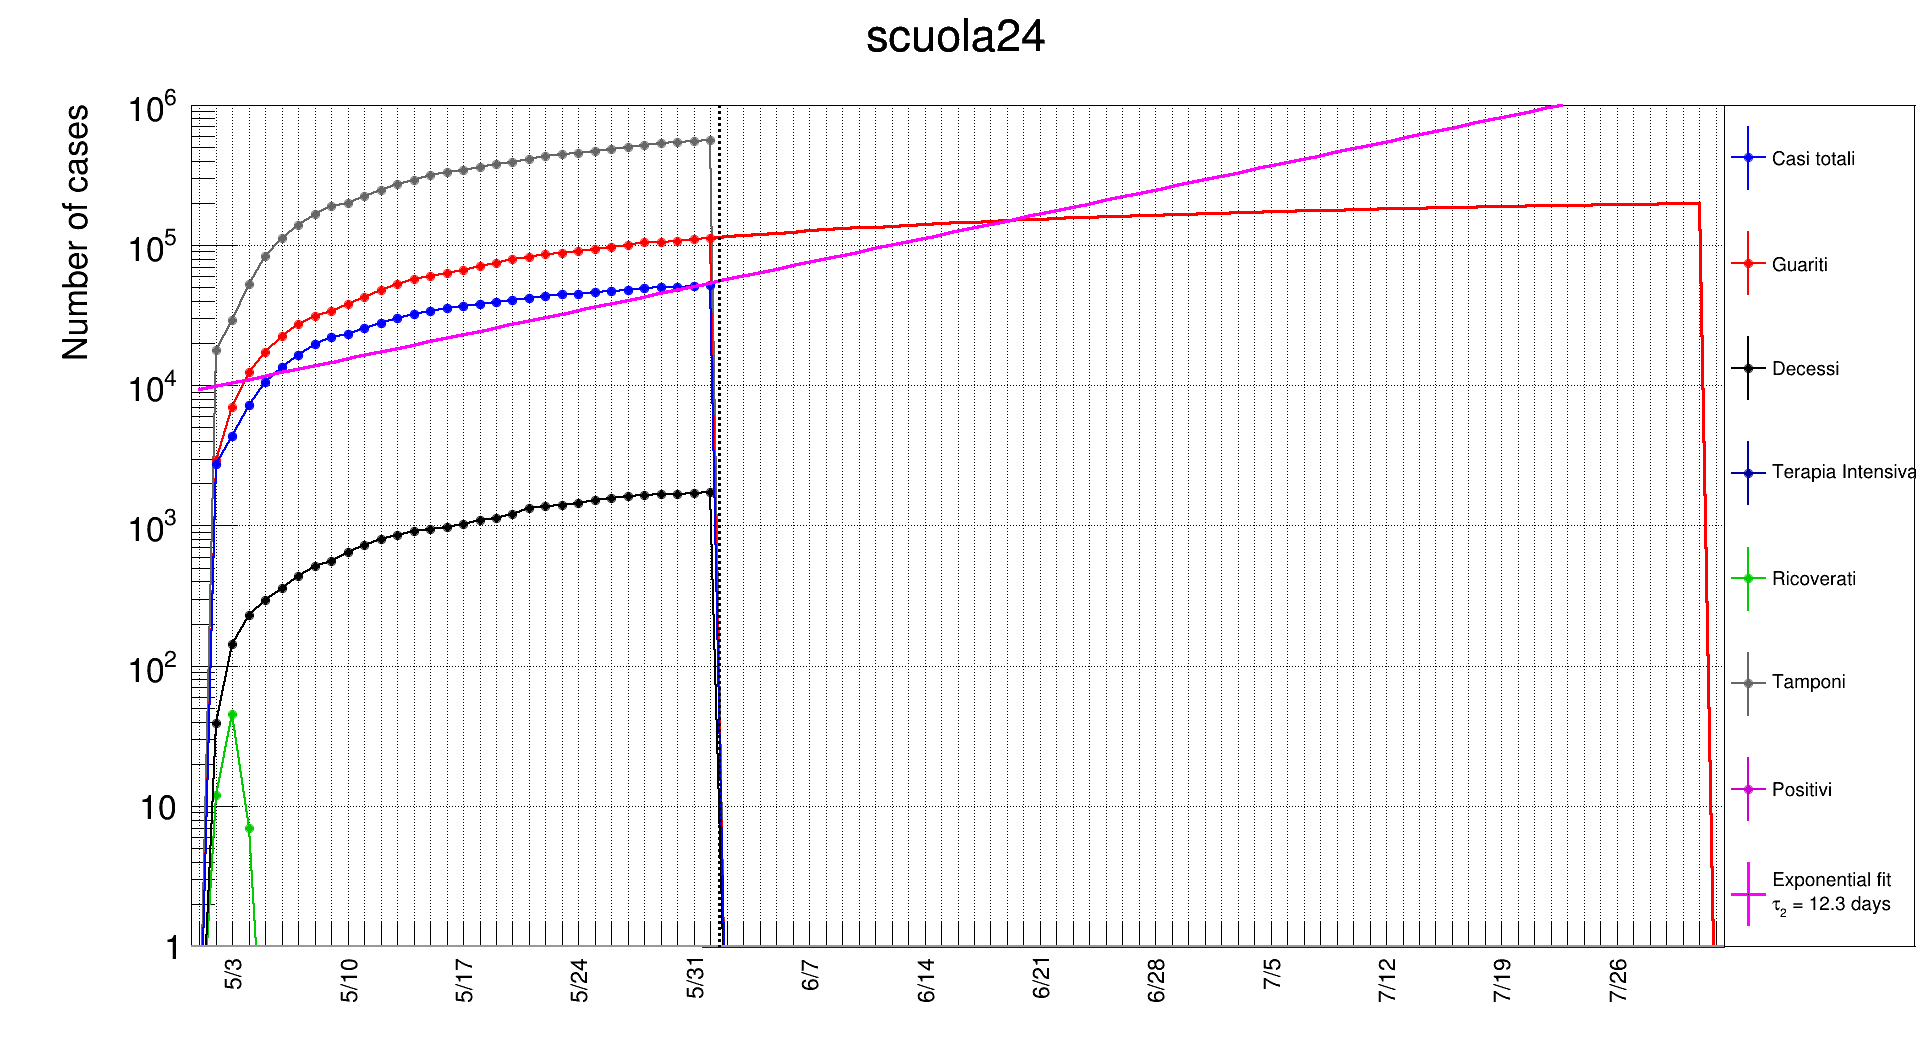 scuola24
Number of cases
10^6
10^5
10^4
10^3
10^2
10
1
5/3
5/10
5/17
5/24
5/31
6/7
6/14
6/21
6/28
7/5
7/12
7/19
7/26
Casi totali
Guariti
Decessi
Terapia Intensiva
Ricoverati
Tamponi
Positivi
Exponential fit
τ_2 = 12.3 days